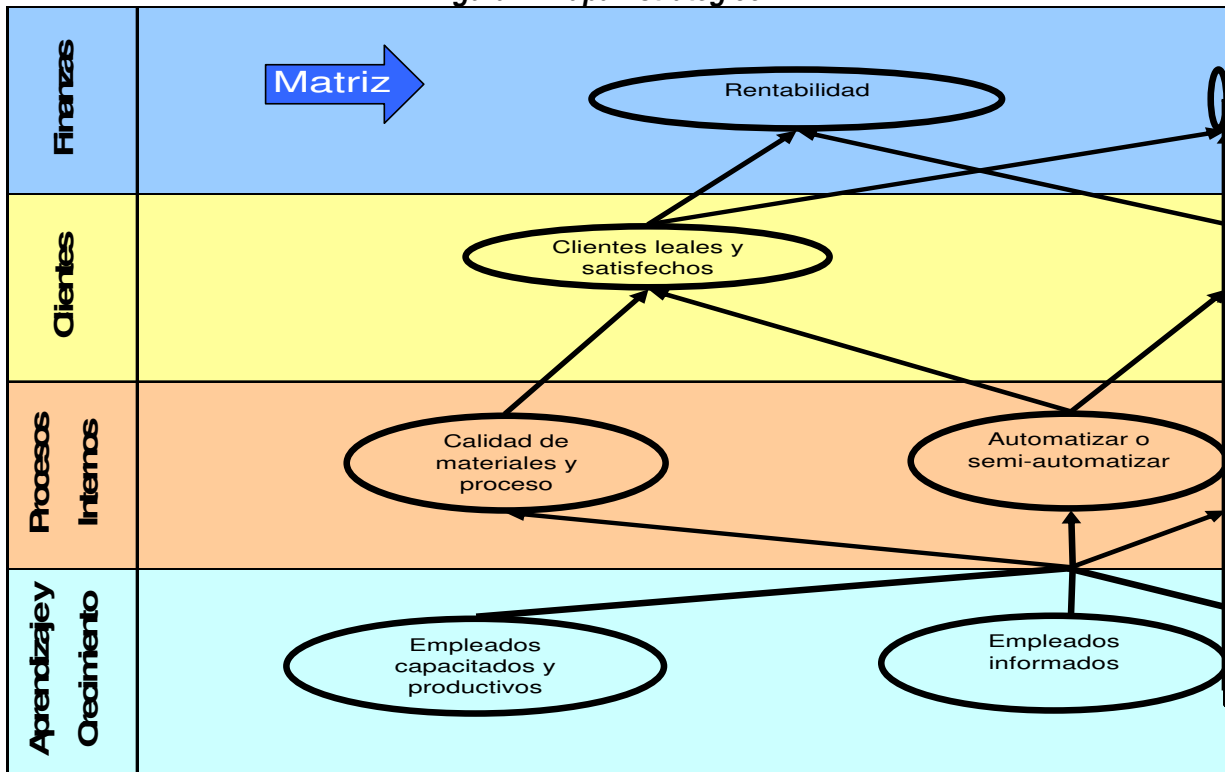 Finanzas
Matriz
Rentabilidad
Clientes
Clientes leales y
satisfechos
Procesos
Internos
Calidad de
materiales y
proceso
Automatizar o
semi-automatizar
Aprendizaje y
Crecimiento
Empleados
capacitados y
productivos
Empleados
informados